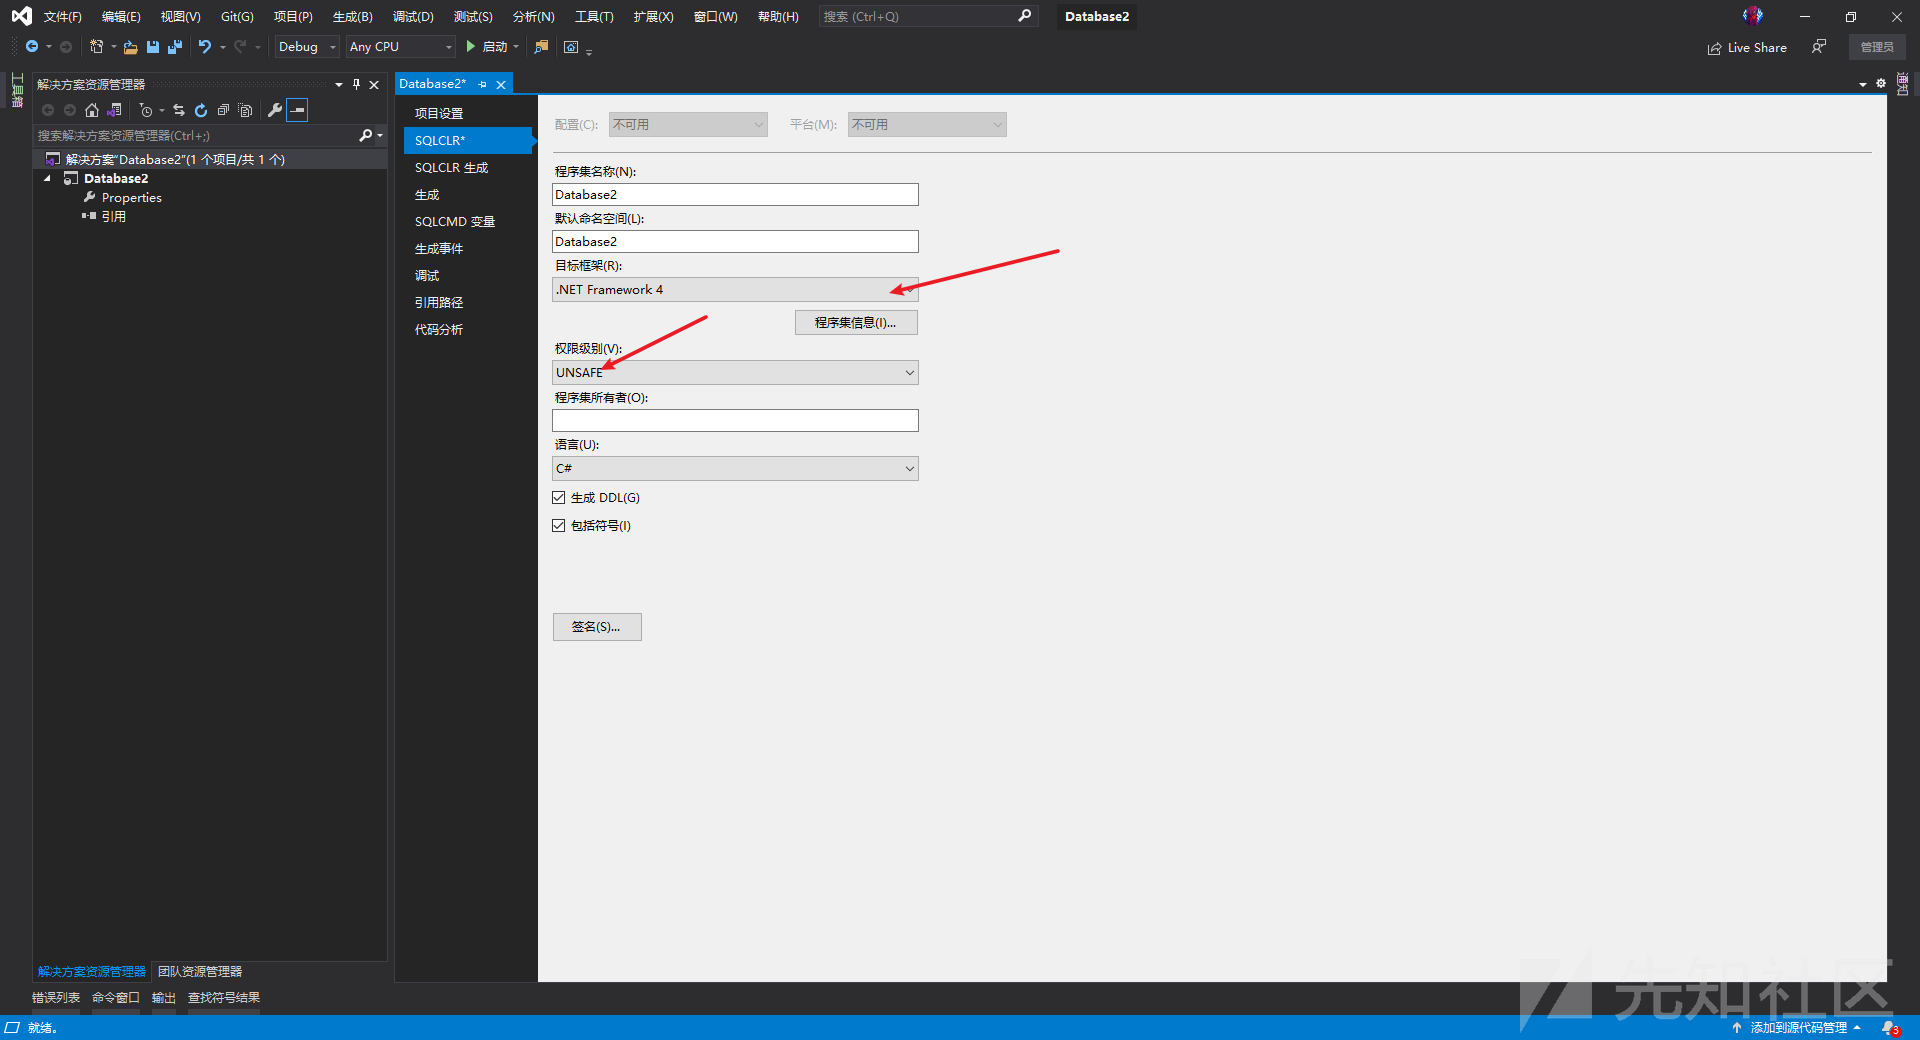 文件(F) 编辑(E) 视图(V) Git(G) 项目(P) 生成(B) 调试(D) 测试(S) 分析(N) 工具(T) 扩展(X) 窗口(W) 帮助(H) 搜索 (Ctrl+Q) Database2
Debug Any CPU 启动 Live Share 管理员
工具箱
解决方案资源管理器
搜索解决方案资源管理器(Ctrl+;)
解决方案"Database2"(1 个项目/共 1 个)
Database2
Properties
引用
Database2*
项目设置
SQLCLR*
SQLCLR 生成
生成
SQLCMD 变量
生成事件
调试
引用路径
代码分析
配置(C): 不可用 平台(M): 不可用
程序集名称(N):
Database2
默认命名空间(L):
Database2
目标框架(R):
.NET Framework 4
程序集信息(I)...
权限级别(V):
UNSAFE
程序集所有者(O):
语言(U):
C#
生成 DDL(G)
包括符号(I)
签名(S)...
通知
解决方案资源管理器 团队资源管理器
错误列表 命令窗口 输出 查找符号结果
先知社区
就绪。 添加到源代码管理 3